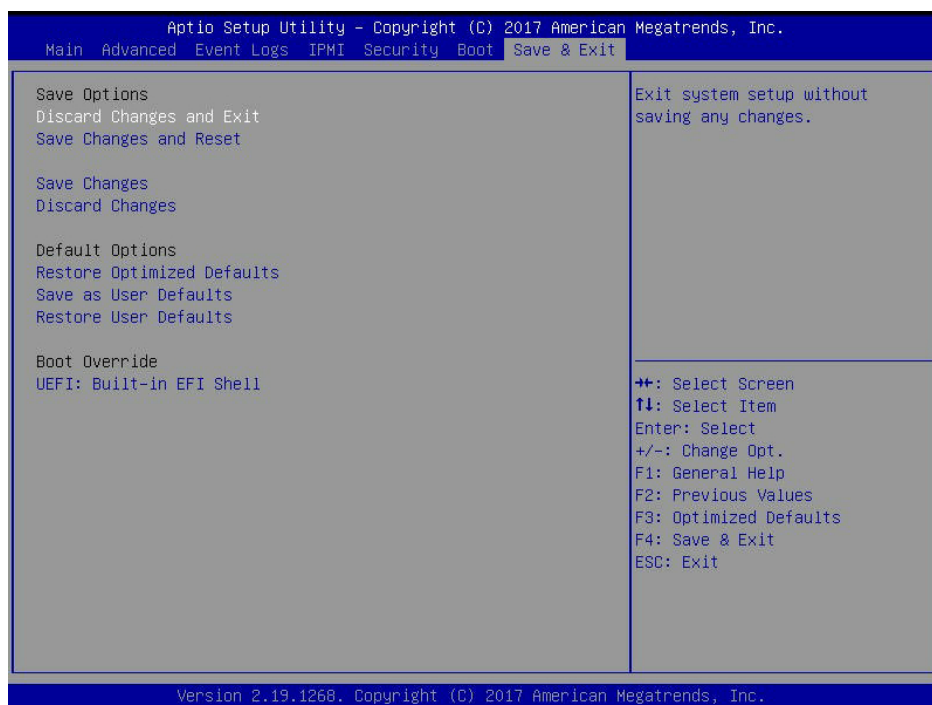 Aptio Setup Utility – Copyright (C) 2017 American Megatrends, Inc.
Main Advanced Event Logs IPMI Security Boot Save & Exit
Save Options
Discard Changes and Exit
Save Changes and Reset
Save Changes
Discard Changes
Default Options
Restore Optimized Defaults
Save as User Defaults
Restore User Defaults
Boot Override
UEFI: Built-in EFI Shell
Exit system setup without
saving any changes.
→←: Select Screen
↑↓: Select Item
Enter: Select
+/-: Change Opt.
F1: General Help
F2: Previous Values
F3: Optimized Defaults
F4: Save & Exit
ESC: Exit
Version 2.19.1268. Copyright (C) 2017 American Megatrends, Inc.